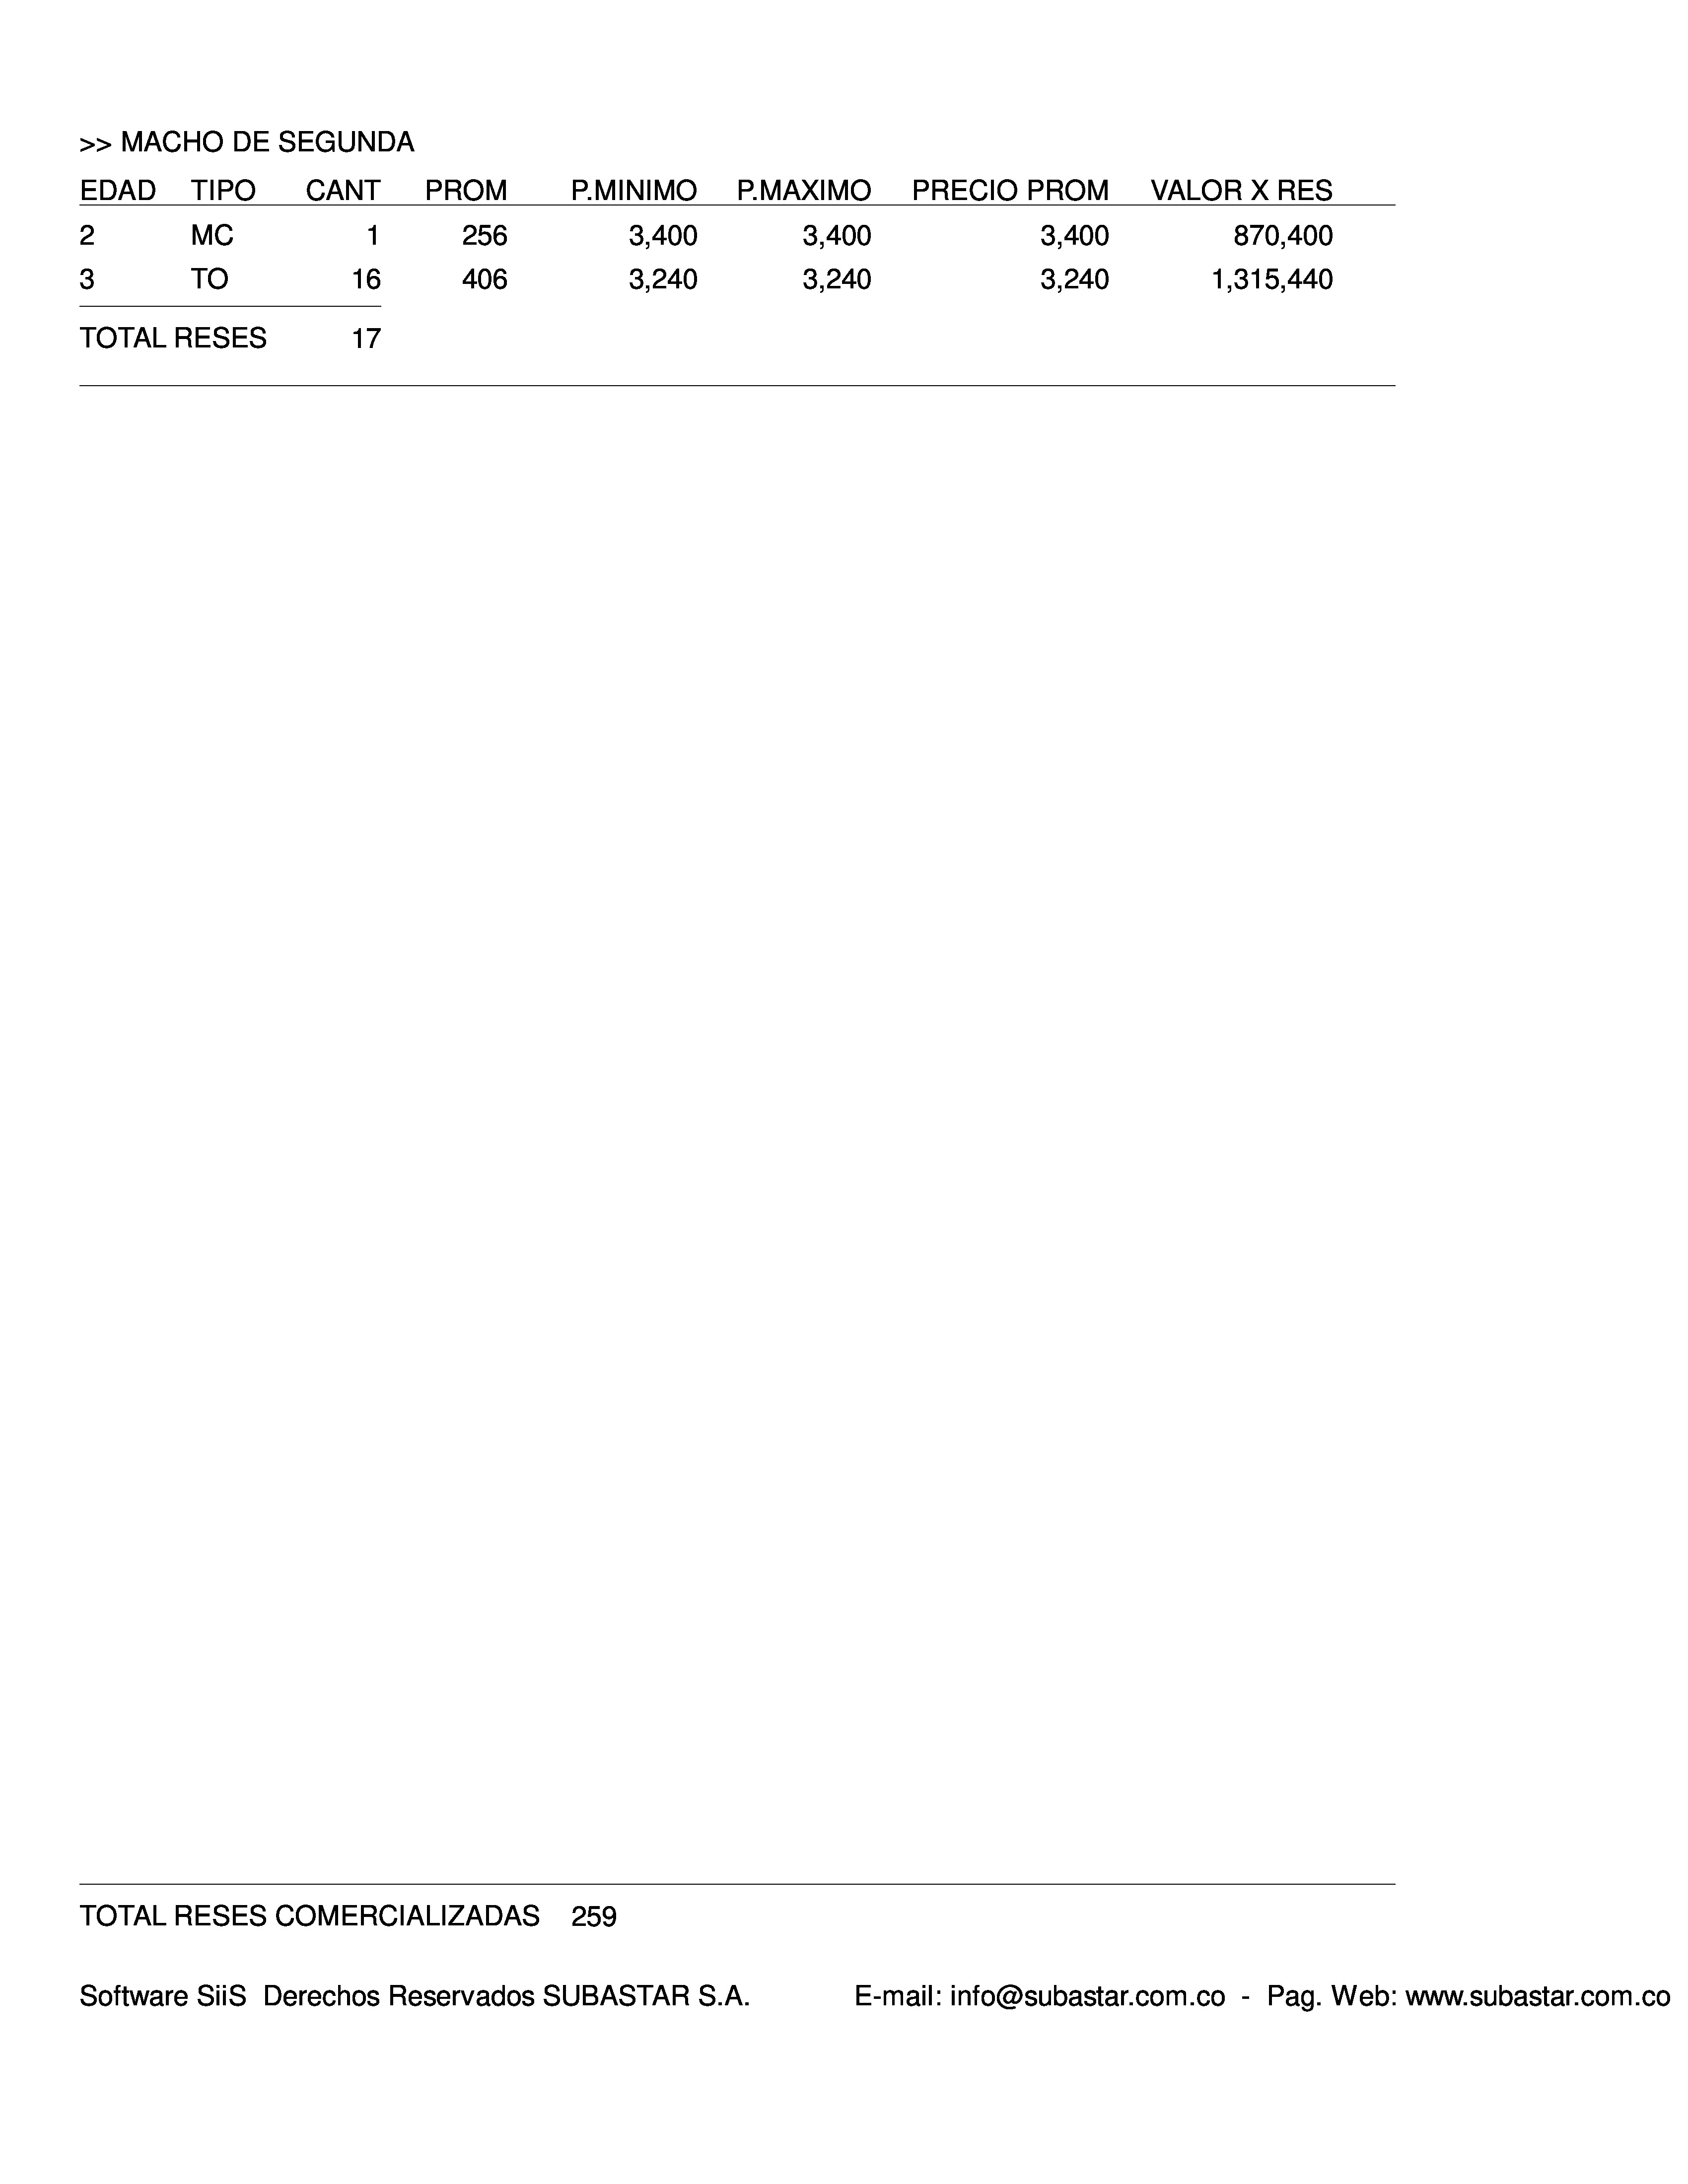 >> MACHO DE SEGUNDA
EDAD TIPO CANT PROM P.MINIMO P.MAXIMO PRECIO PROM VALOR X RES
2 MC 1 256 3,400 3,400 3,400 870,400
3 TO 16 406 3,240 3,240 3,240 1,315,440
TOTAL RESES 17
TOTAL RESES COMERCIALIZADAS 259
Software SiiS Derechos Reservados SUBASTAR S.A. E-mail: info@subastar.com.co - Pag. Web: www.subastar.com.co